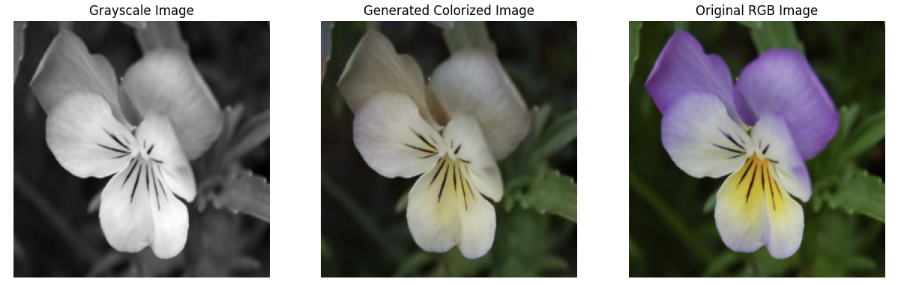 Grayscale Image
Generated Colorized Image
Original RGB Image